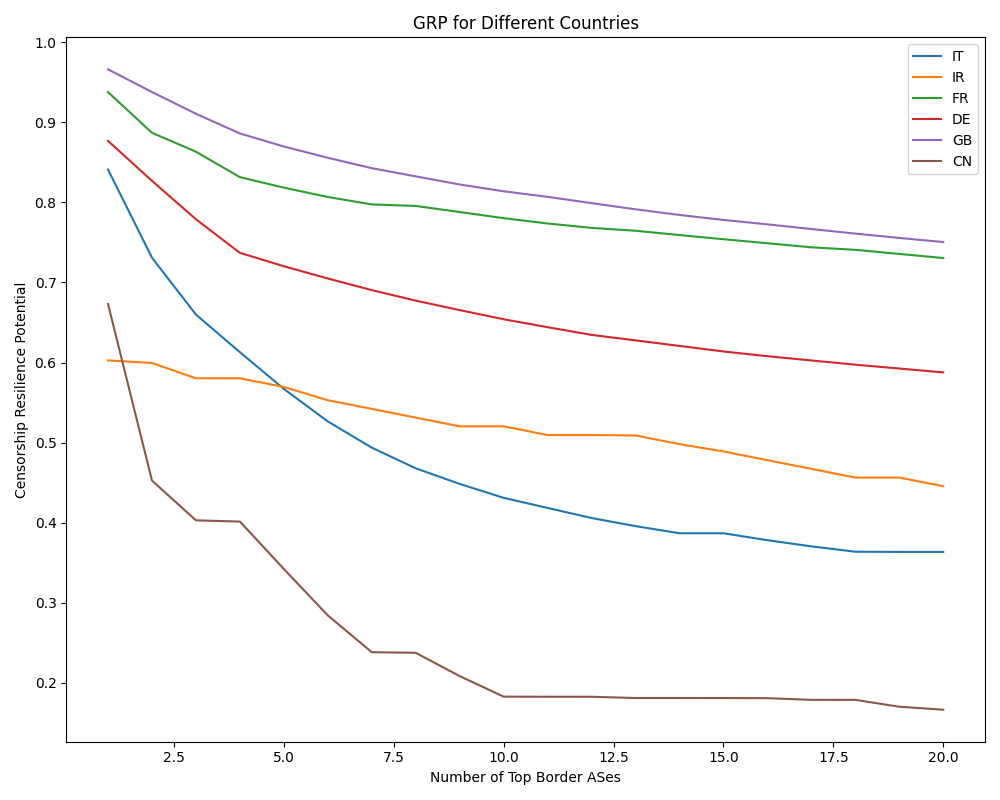 GRP for Different Countries
Censorship Resilience Potential
1.0
0.9
0.8
0.7
0.6
0.5
0.4
0.3
0.2
IT
IR
FR
DE
GB
CN
2.5 5.0 7.5 10.0 12.5 15.0 17.5 20.0
Number of Top Border ASes